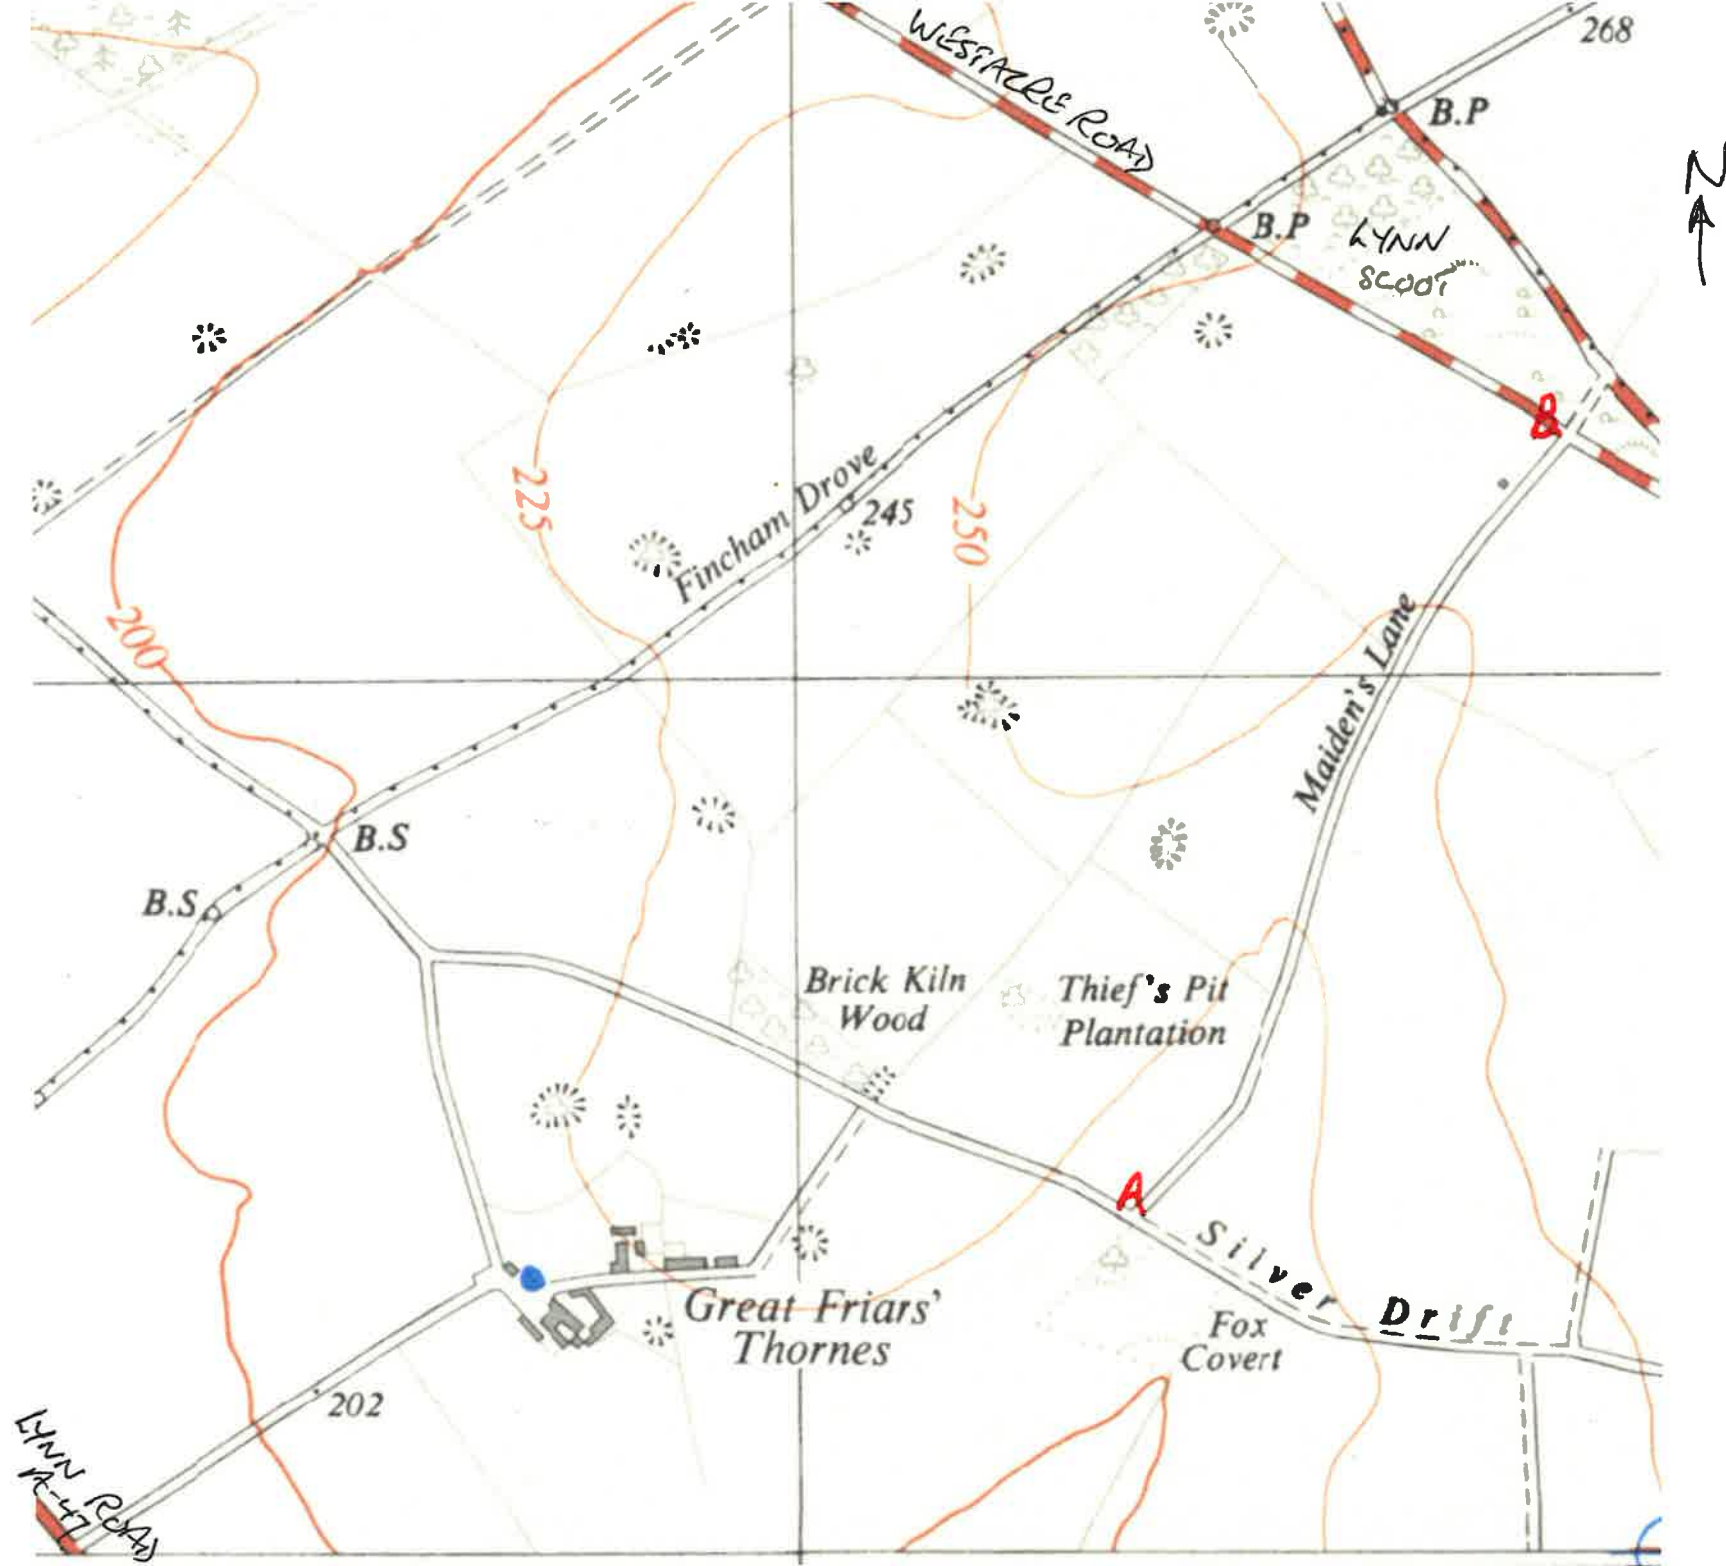 268
WESTACRE ROAD
B.P
N
B.P
LYNN
SCOOT
B
225
Fincham Drove
245
250
200
Maiden's Lane
B.S
B.S
Brick Kiln
Wood
Thief's Pit
Plantation
A
Silver Drift
Great Friars'
Thornes
Fox
Covert
202
LYNN ROAD
A-47